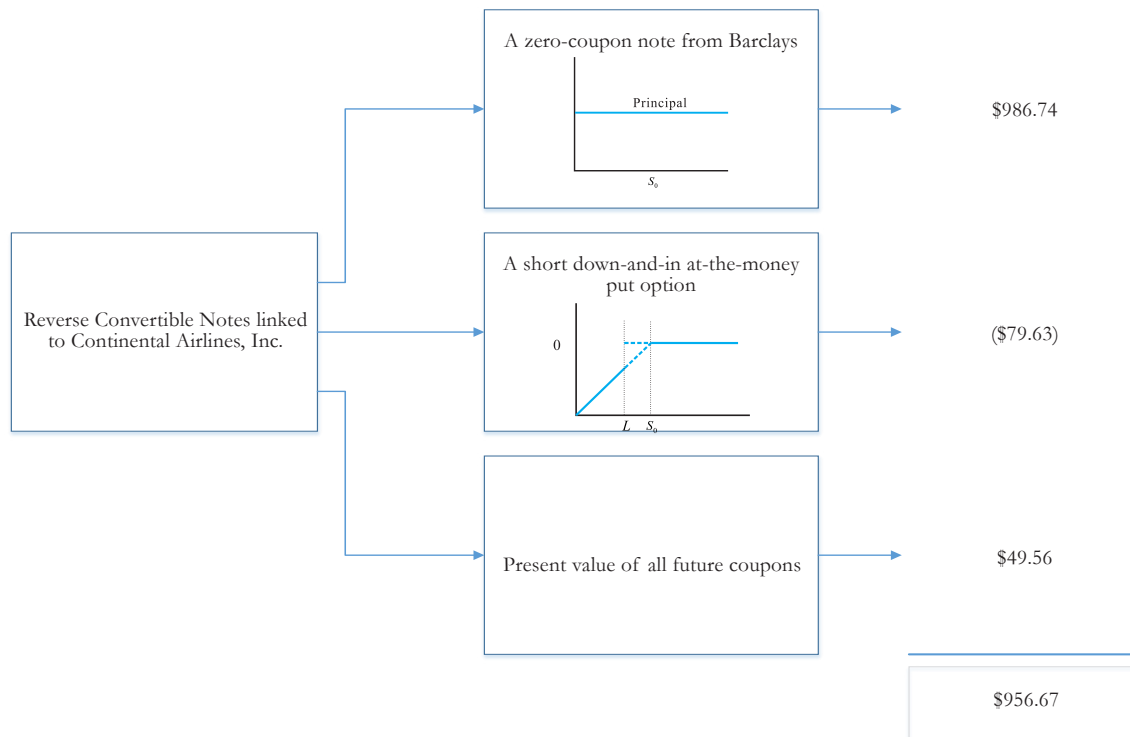 A zero-coupon note from Barclays
Principal
S₀
$986.74
Reverse Convertible Notes linked
to Continental Airlines, Inc.
A short down-and-in at-the-money
put option
0
L S₀
($79.63)
Present value of all future coupons
$49.56
$956.67